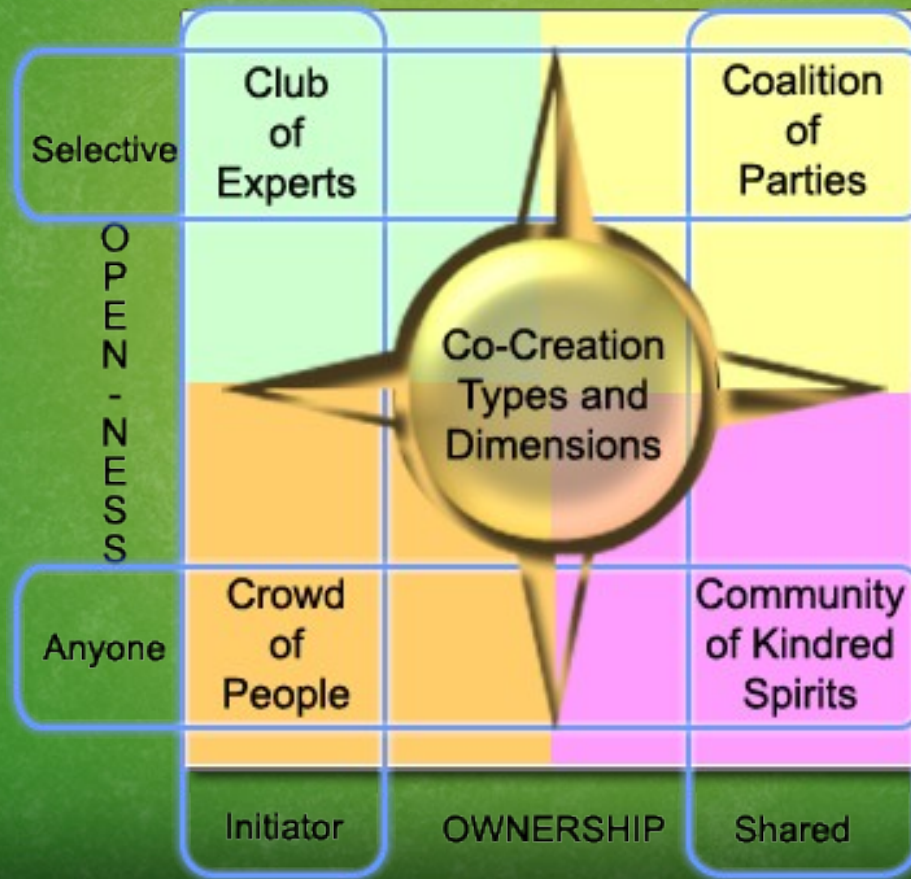 Club
of
Experts
Coalition
of
Parties
Selective
O
P
E
N
-
N
E
S
S
Co-Creation
Types and
Dimensions
Crowd
of
People
Community
of Kindred
Spirits
Anyone
Initiator
OWNERSHIP
Shared